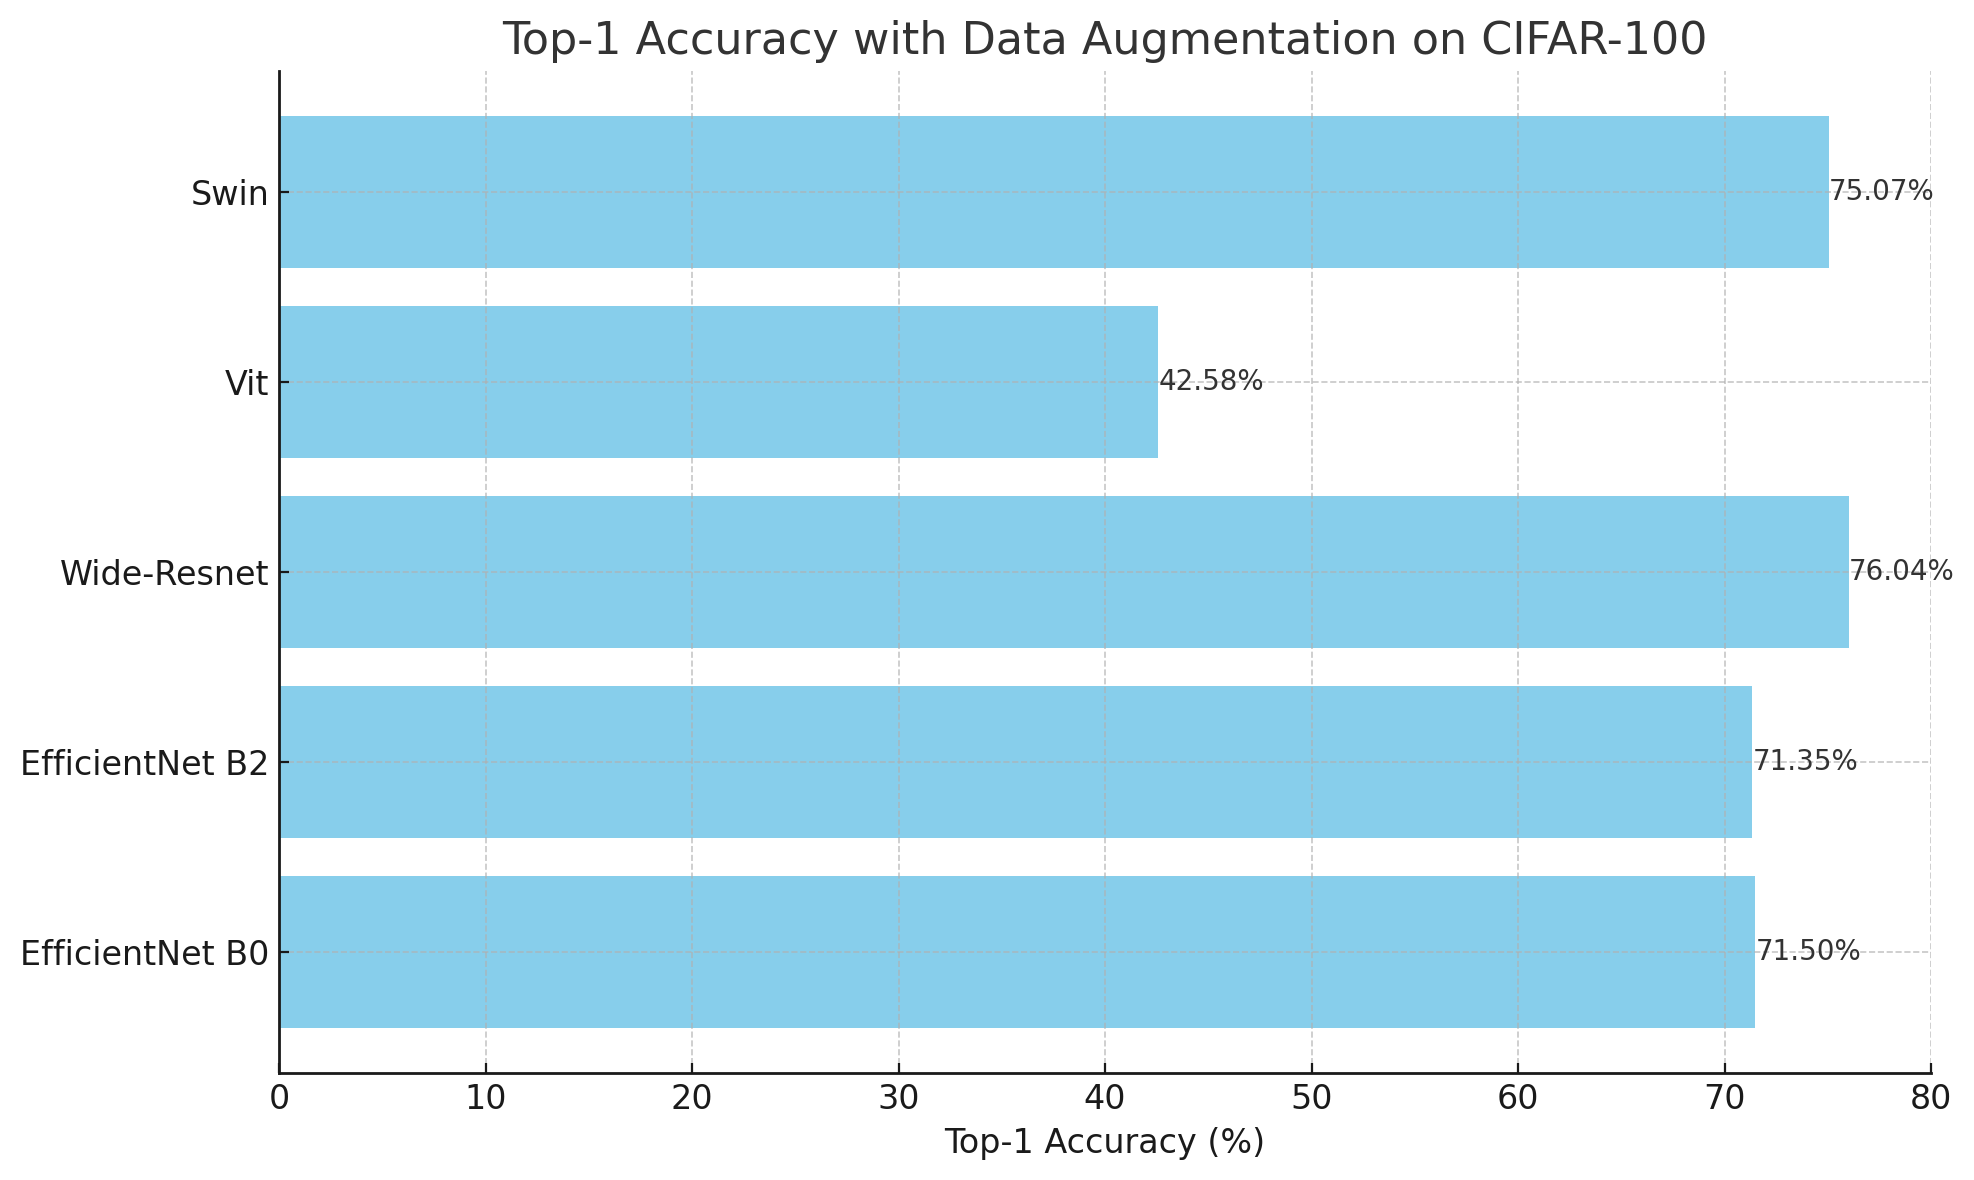 Top-1 Accuracy with Data Augmentation on CIFAR-100
Swin
75.07%
Vit
42.58%
Wide-Resnet
76.04%
EfficientNet B2
71.35%
EfficientNet B0
71.50%
0 10 20 30 40 50 60 70 80
Top-1 Accuracy (%)